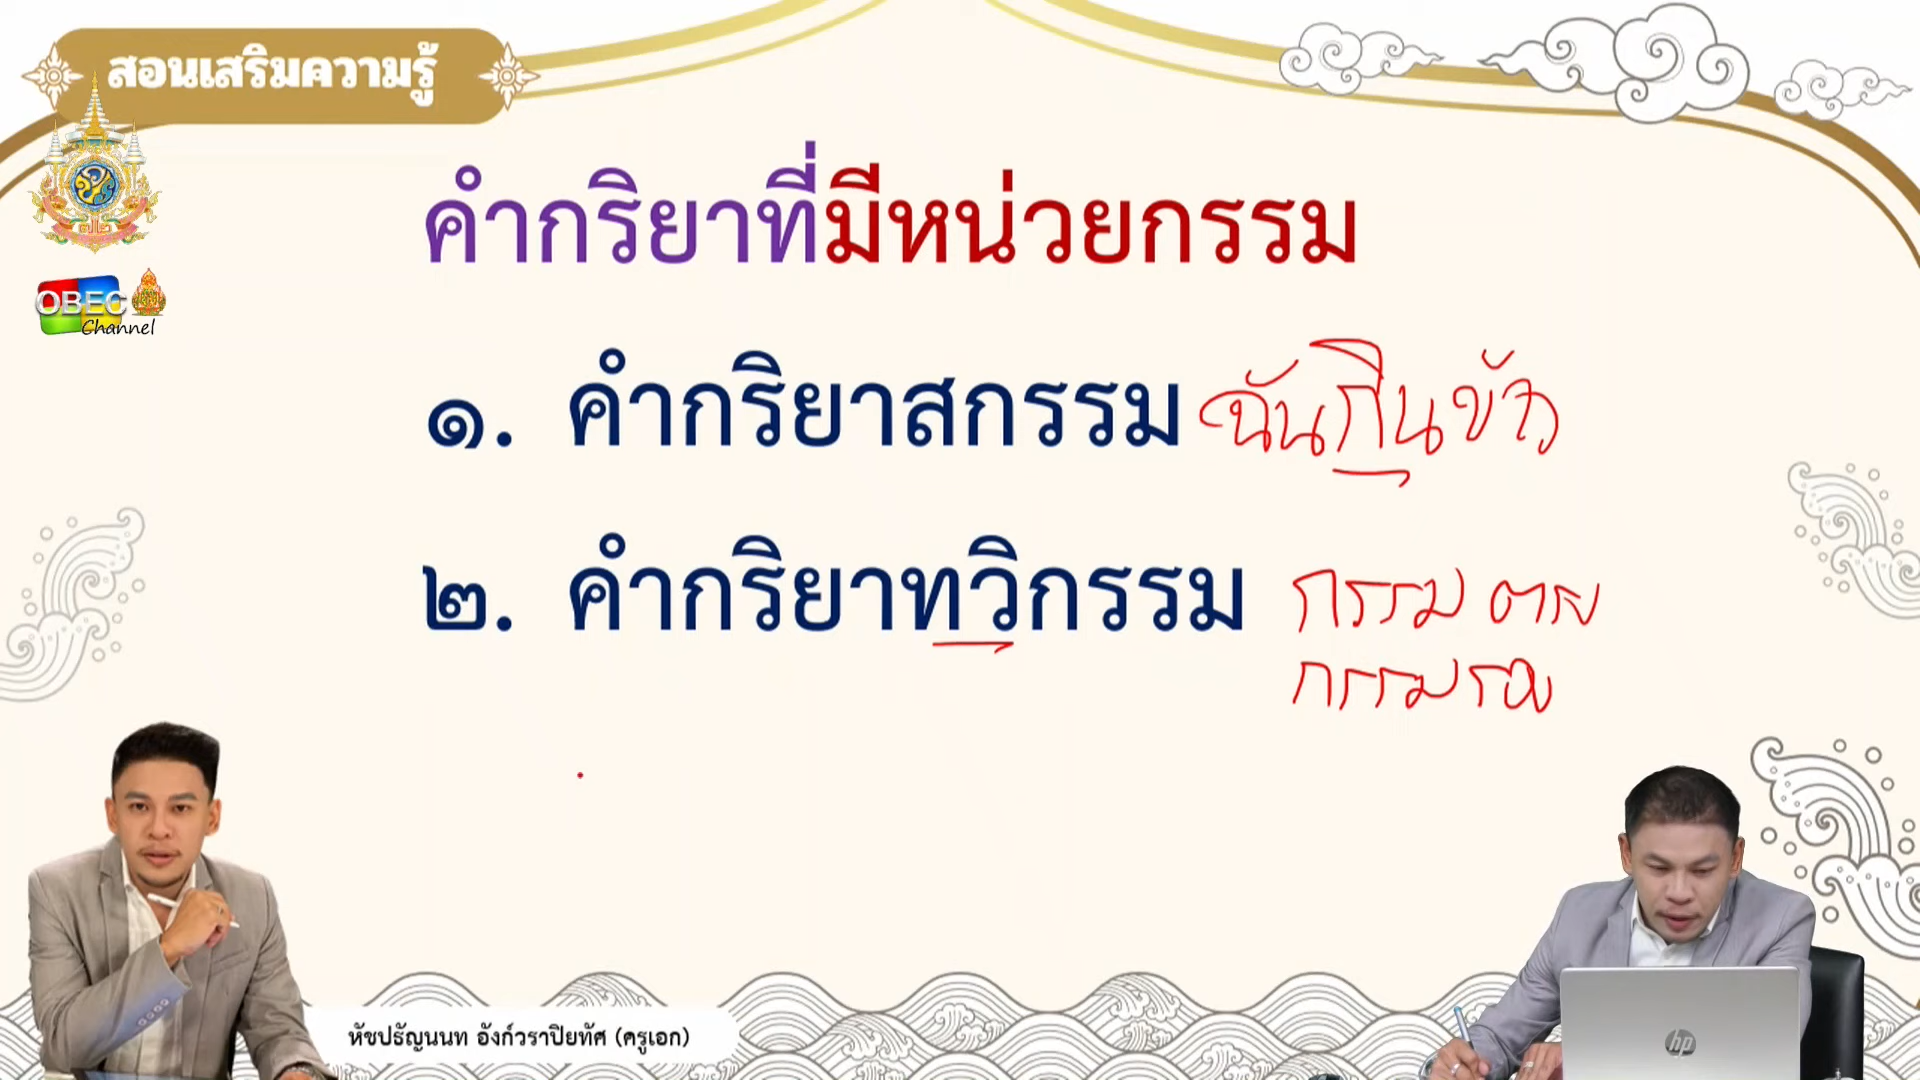 สอนเสริมความรู้
OBEC
Channel
คำกริยาที่มีหน่วยกรรม
๑. คำกริยาสกรรม ฉันกินข้าว
๒. คำกริยาทวิกรรม กรรม ตรง
กรรมรอง
หัชปรัญนนท อังก์วราปิยทัศ (ครูเอก)
hp